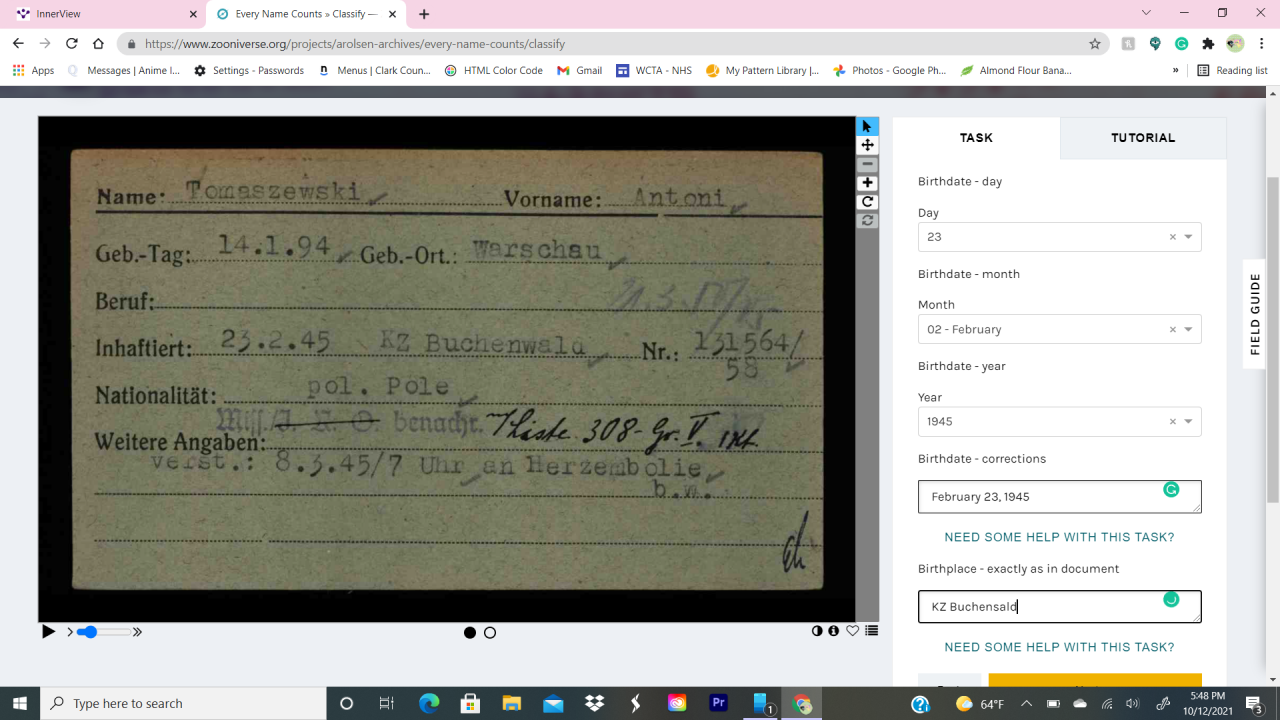 InnerView
Every Name Counts » Classify —
https://www.zooniverse.org/projects/arolsen-archives/every-name-counts/classify
Apps Messages | Anime I... Settings - Passwords Menus | Clark Coun... HTML Color Code Gmail WCTA - NHS My Pattern Library |... Photos - Google Ph... Almond Flour Bana... » Reading list
Name: Tomaszewski Vorname: Antoni
Geb.-Tag: 14.1.94 Geb.-Ort.: Warschau
Beruf:
Inhaftiert: 23.2.45 KZ Buchenwald Nr.: 131564/
58
Nationalität: pol. Pole
Miss. I. R. O. benachr. 308- Gr. V.
Weitere Angaben:
verst.: 8.3.45/7 Uhr an Herzembolie
b.w.
TASK
TUTORIAL
Birthdate - day
Day
23
Birthdate - month
Month
02 - February
Birthdate - year
Year
1945
Birthdate - corrections
February 23, 1945
NEED SOME HELP WITH THIS TASK?
Birthplace - exactly as in document
KZ Buchensald
NEED SOME HELP WITH THIS TASK?
FIELD GUIDE
Type here to search
1
Pr
64°F
5:48 PM
10/12/2021
3